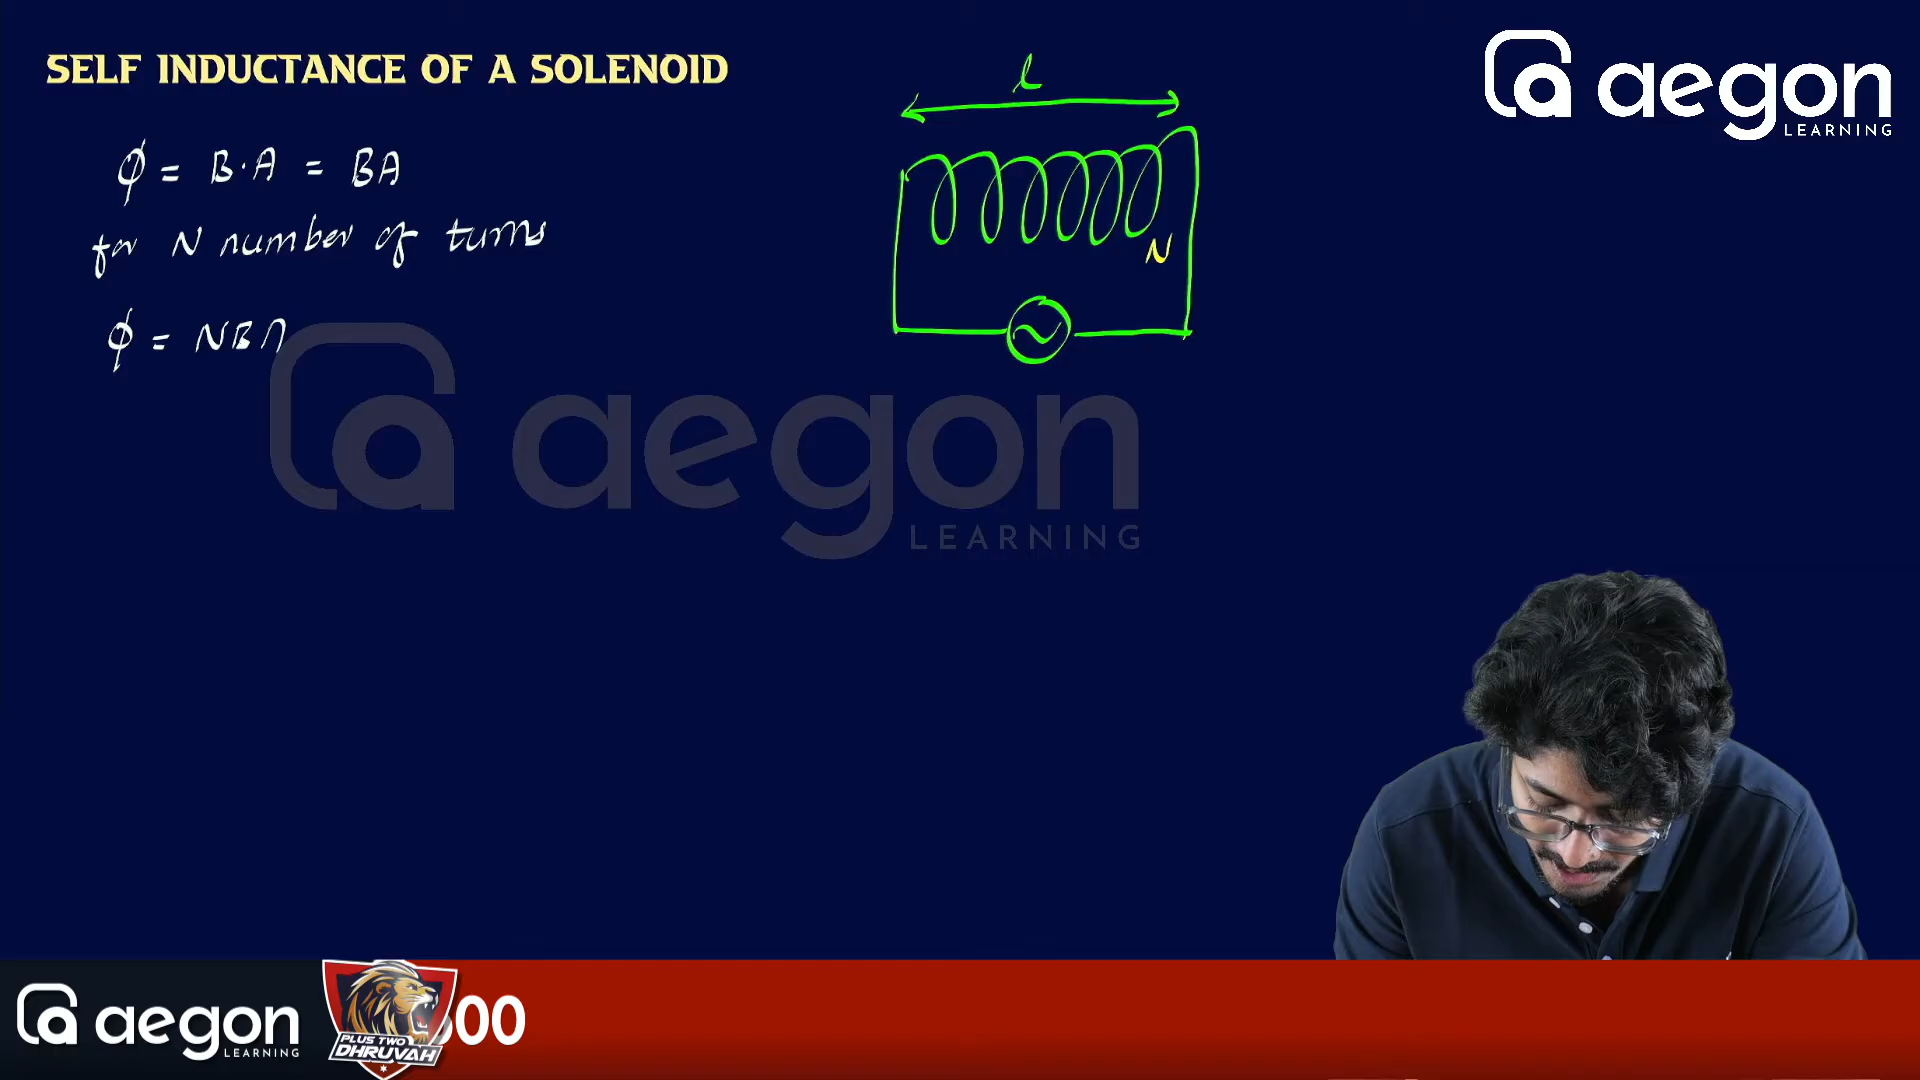 SELF INDUCTANCE OF A SOLENOID
l
aegon
LEARNING
ϕ = B·A = BA
for N number of turns
N
ϕ = NBA
aegon
LEARNING
aegon
LEARNING
PLUS TWO
DHRUVAH